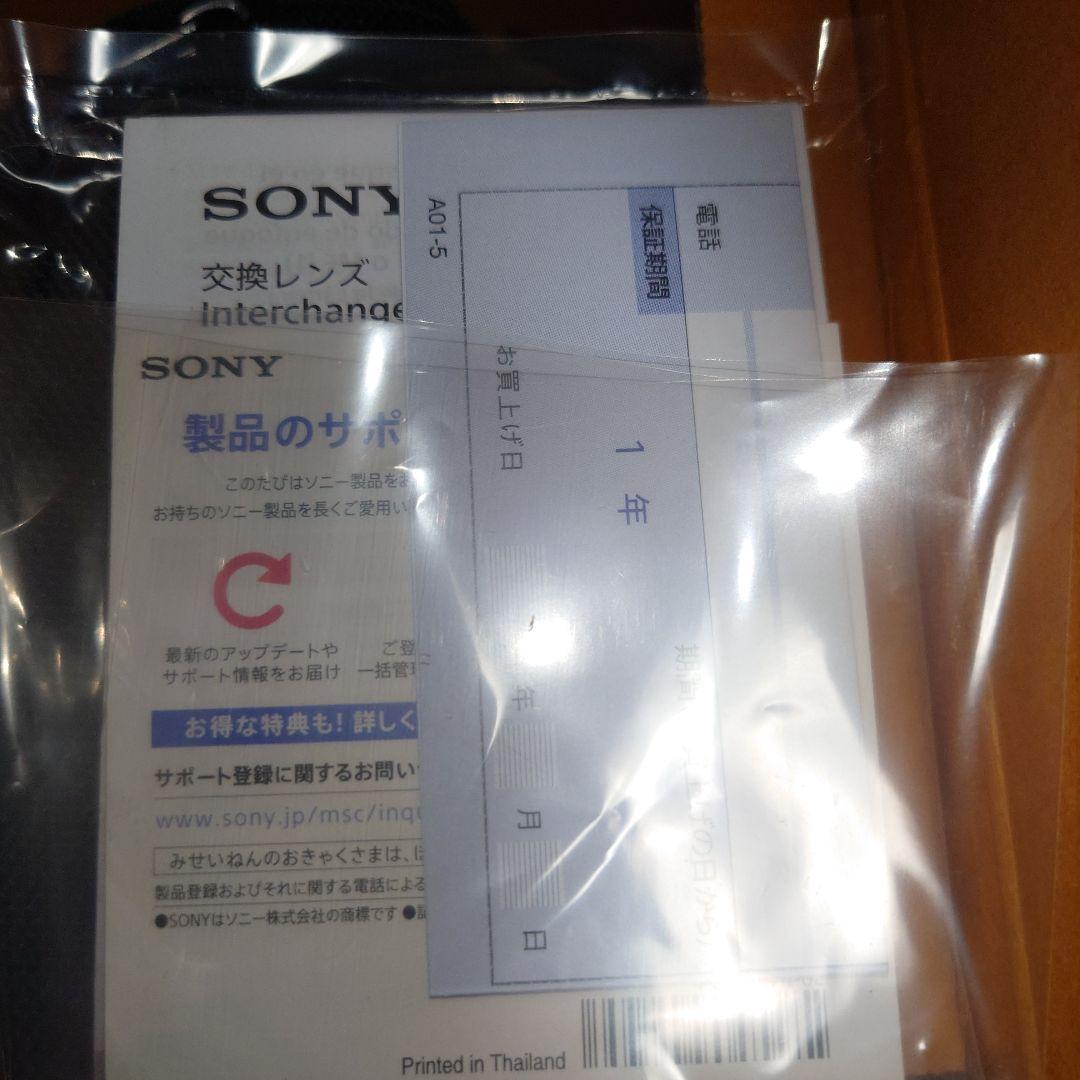 SONY
交換レンズ
Interchange
SONY
製品のサポ
このたびはソニー製品をお
お持ちのソニー製品を長くご愛用い
最新のアップデートや
サポート情報をお届け
ご登
一括管理
お得な特典も! 詳しく
サポート登録に関するお問い
www.sony.jp/msc/inqu
みせいねんのおきゃくさまは、ほ
製品登録およびそれに関する電話による
●SONYはソニー株式会社の商標です ●記
Printed in Thailand
電話
保証期間
1 年
お買上げ日
年 月 日
A01-5